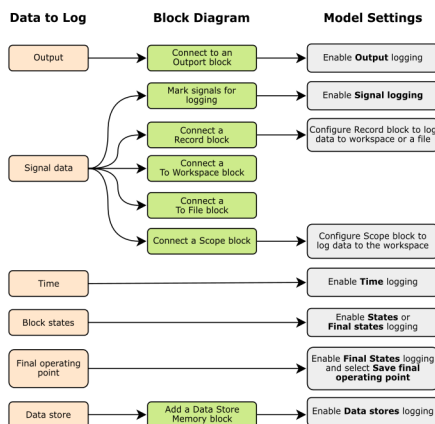 Data to Log
Block Diagram
Model Settings
Output
Connect to an
Outport block
Enable Output logging
Mark signals for
logging
Enable Signal logging
Connect a
Record block
Configure Record block to log
data to workspace or a file
Signal data
Connect a
To Workspace block
Connect a
To File block
Connect a Scope block
Configure Scope block to
log data to the workspace
Time
Enable Time logging
Block states
Enable States or
Final states logging
Final operating
point
Enable Final States logging
and select Save final
operating point
Data store
Add a Data Store
Memory block
Enable Data stores logging